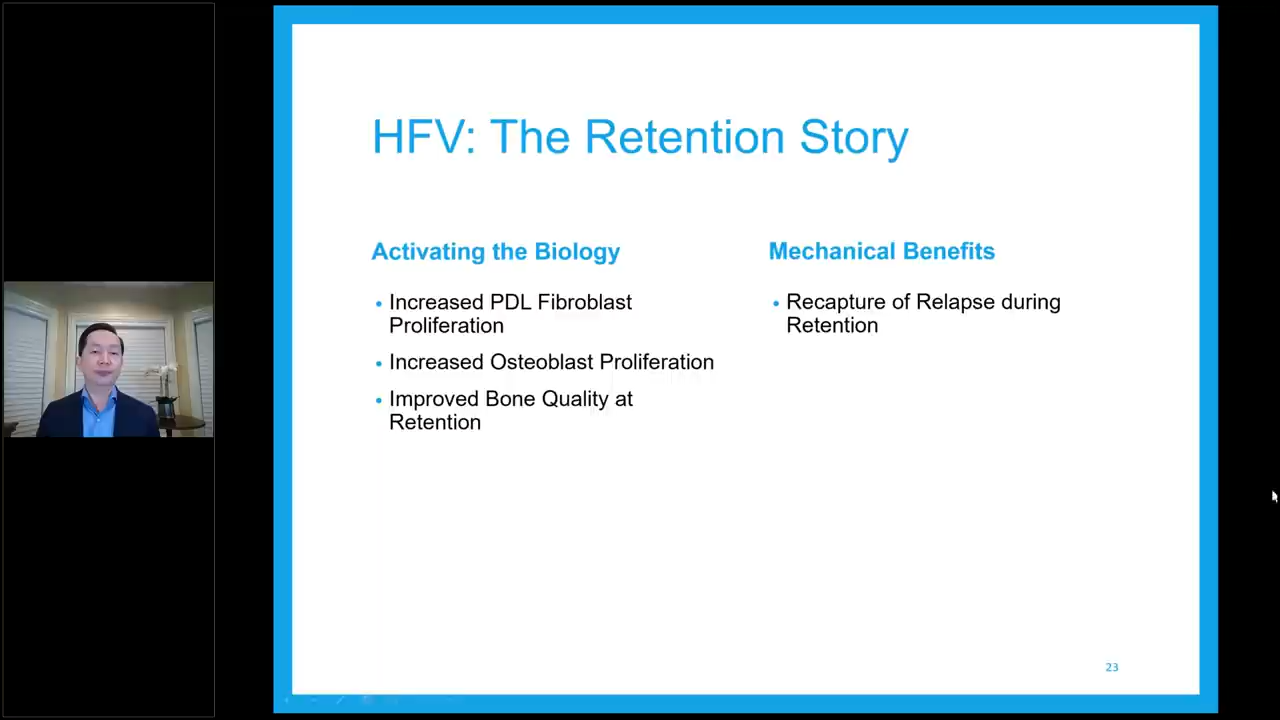 HFV: The Retention Story
Activating the Biology
• Increased PDL Fibroblast
Proliferation
• Increased Osteoblast Proliferation
• Improved Bone Quality at
Retention
Mechanical Benefits
• Recapture of Relapse during
Retention
23